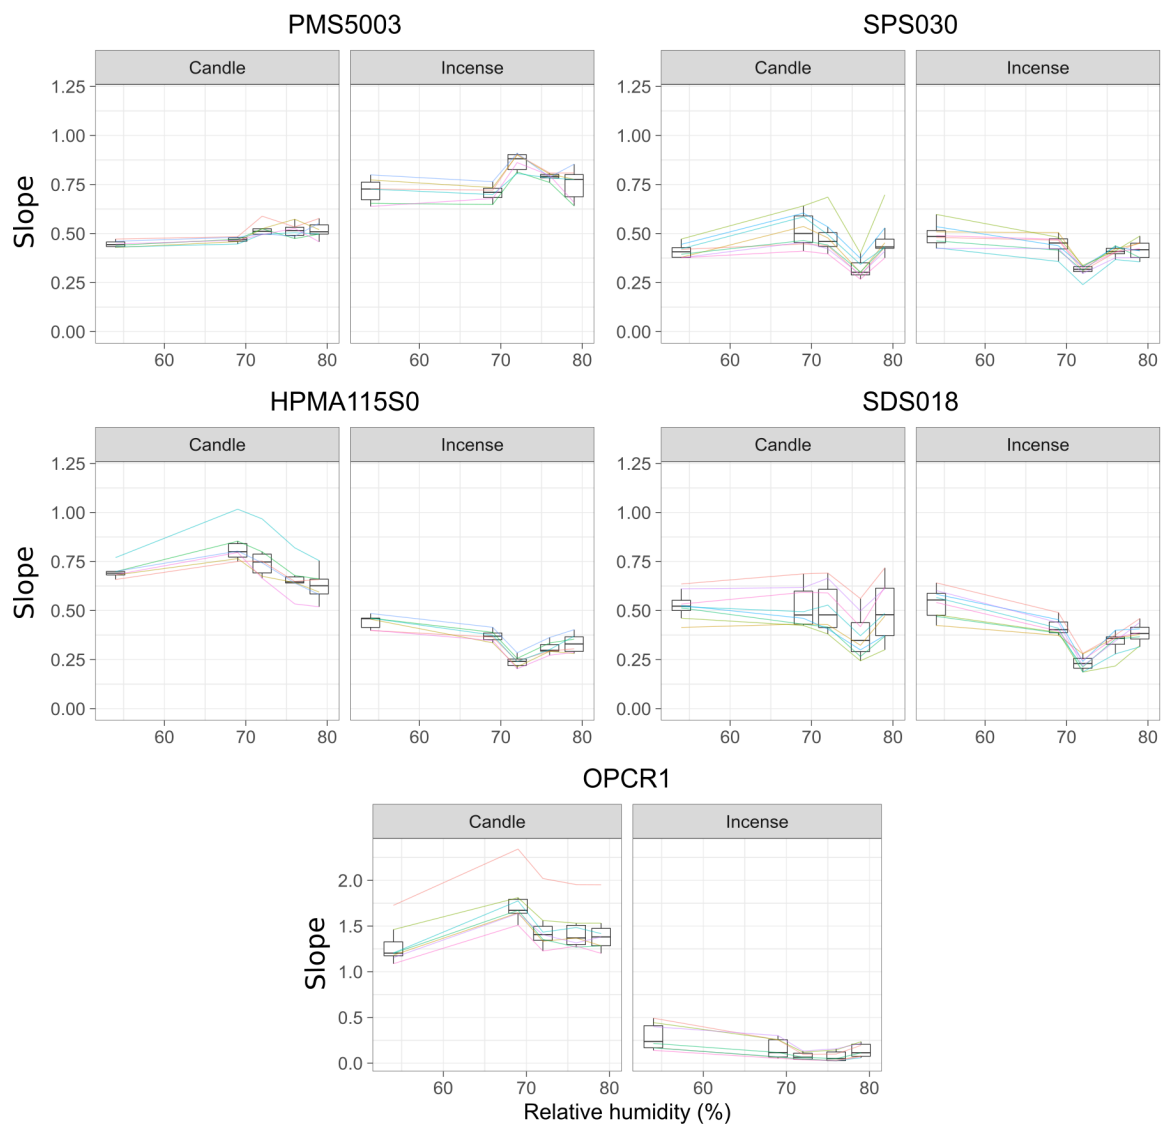 PMS5003 SPS030
Candle Incense Candle Incense
1.25 1.25
1.00 1.00
0.75 0.75
0.50 0.50
0.25 0.25
0.00 0.00
Slope
60 70 80 60 70 80 60 70 80 60 70 80
HPMA115S0 SDS018
Candle Incense Candle Incense
1.25 1.25
1.00 1.00
0.75 0.75
0.50 0.50
0.25 0.25
0.00 0.00
Slope
60 70 80 60 70 80 60 70 80 60 70 80
OPCR1
Candle Incense
2.0
1.5
1.0
0.5
0.0
Slope
60 70 80 60 70 80
Relative humidity (%)